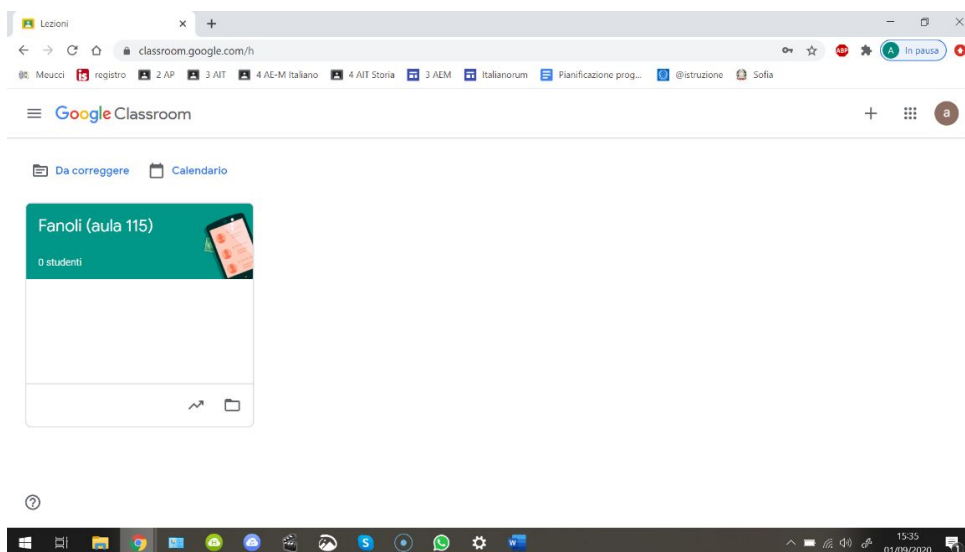 Lezioni
classroom.google.com/h
ABP
A In pausa
Meucci is registro 2 AP 3 AIT 4 AE-M Italiano 4 AIT Storia 3 AEM Italianorum Pianificazione prog... @istruzione Sofia
Google Classroom
a
Da correggere Calendario
Fanoli (aula 115)
0 studenti
15:35
01/09/2020